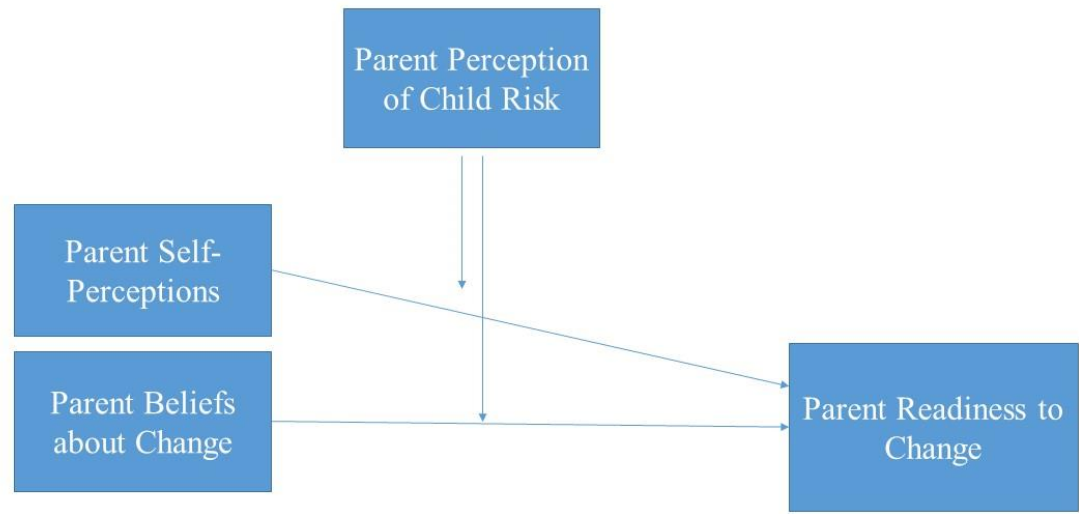 Parent Perception
of Child Risk
Parent Self-
Perceptions
Parent Beliefs
about Change
Parent Readiness to
Change